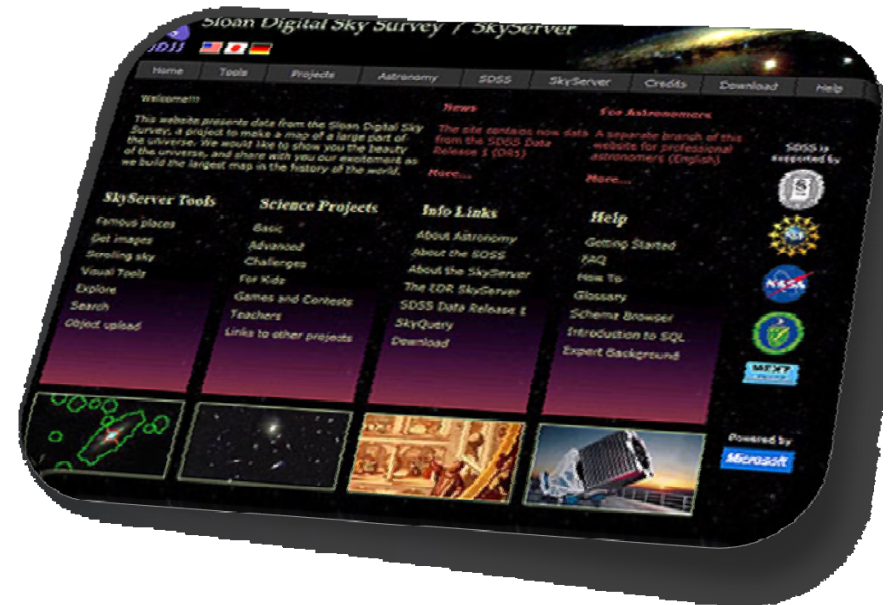 Sloan Digital Sky Survey / SkyServer
SDSS
Home Tools Projects Astronomy SDSS SkyServer Credits Download Help
Welcome!!!
This website presents data from the Sloan Digital Sky
Survey, a project to make a map of a large part of
the universe. We would like to show you the beauty
of the universe, and share with you our excitement as
we build the largest map in the history of the world.
News
The site contains now data
from the SDSS Data
Release 1 (DR1)
More...
For Astronomers
A separate branch of this
website for professional
astronomers (English)
More...
SDSS is
supported by
SkyServer Tools
Famous places
Get images
Scrolling sky
Visual Tools
Explore
Search
Object upload
Science Projects
Basic
Advanced
Challenges
For Kids
Games and Contests
Teachers
Links to other projects
Info Links
About Astronomy
About the SDSS
About the SkyServer
The EDR SkyServer
SDSS Data Release 1
SkyQuery
Download
Help
Getting Started
FAQ
How To
Glossary
Schema Browser
Introduction to SQL
Expert Background
NSF
NASA
MEXT
Powered by
Microsoft